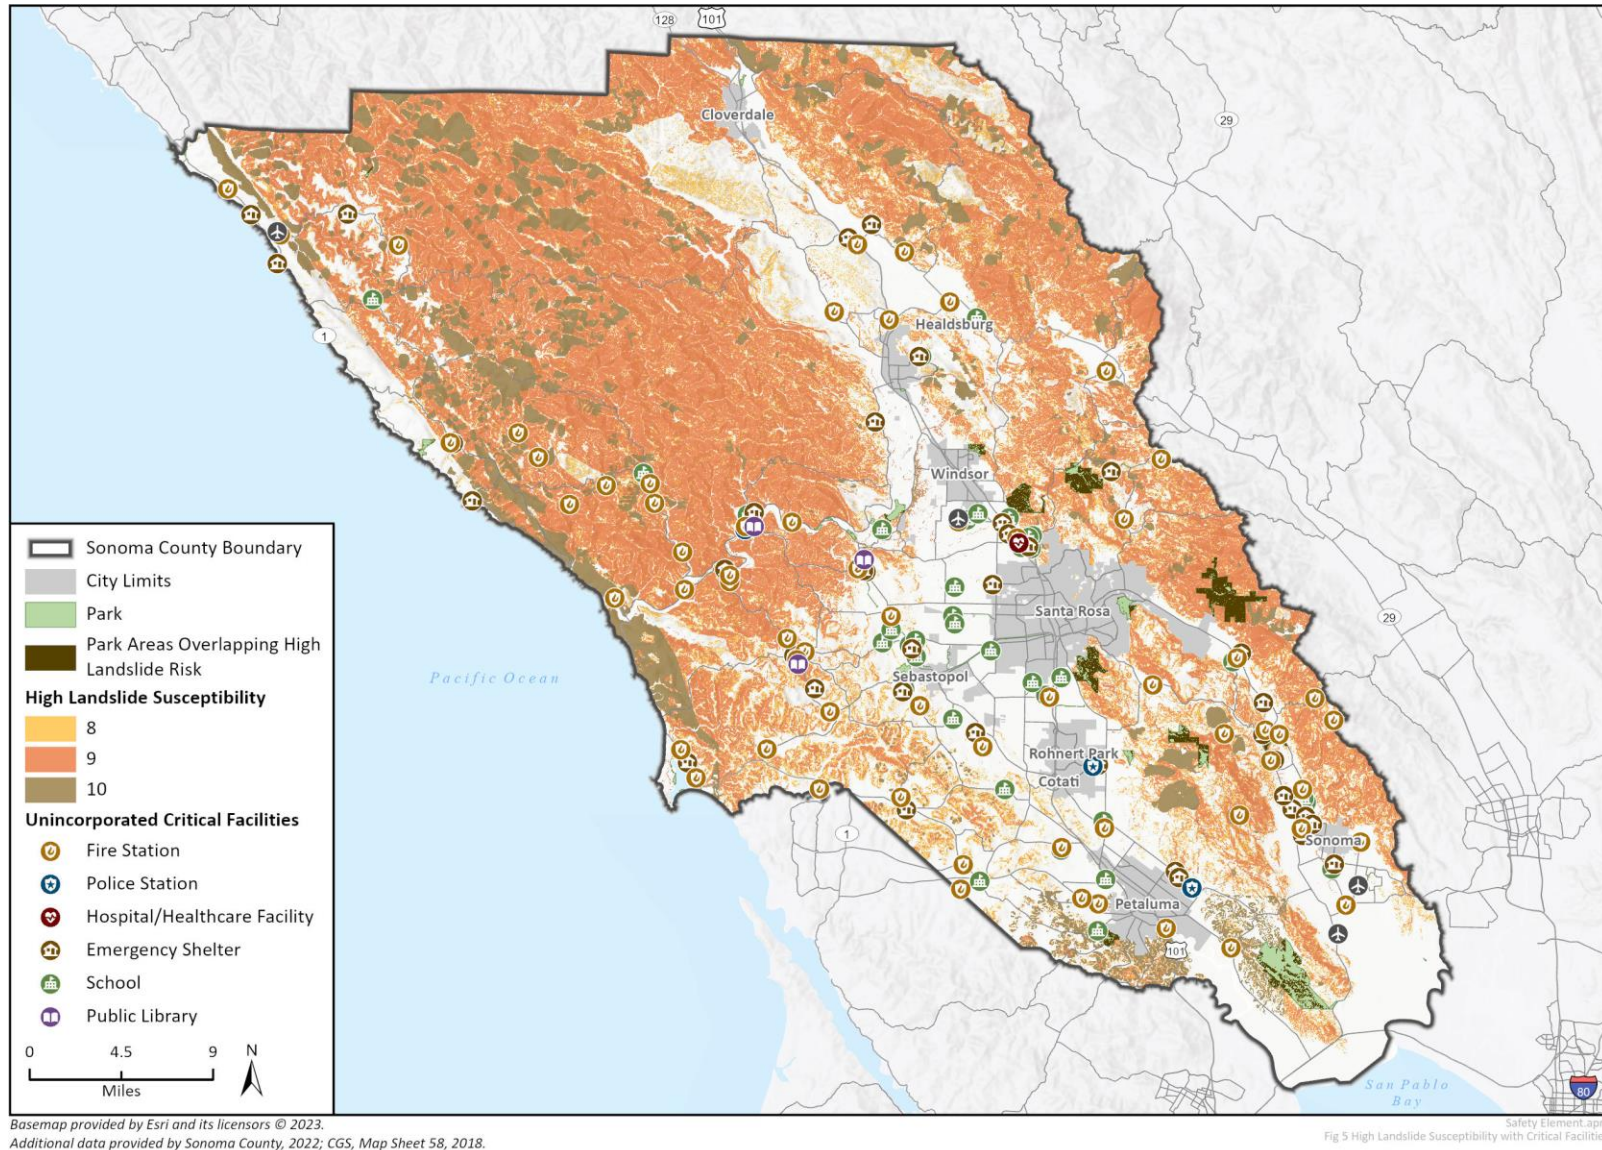 128
101
29
Cloverdale
1
Healdsburg
Windsor
Santa Rosa
29
Pacific Ocean
Sebastopol
Rohnert Park
Cotati
1
Sonoma
Petaluma
101
San Pablo
Bay
80
Sonoma County Boundary
City Limits
Park
Park Areas Overlapping High
Landslide Risk
High Landslide Susceptibility
8
9
10
Unincorporated Critical Facilities
Fire Station
Police Station
Hospital/Healthcare Facility
Emergency Shelter
School
Public Library
0 4.5 9 N
Miles
Basemap provided by Esri and its licensors © 2023.
Additional data provided by Sonoma County, 2022; CGS, Map Sheet 58, 2018.
Safety Element.apr
Fig 5 High Landslide Susceptibility with Critical Facilitie